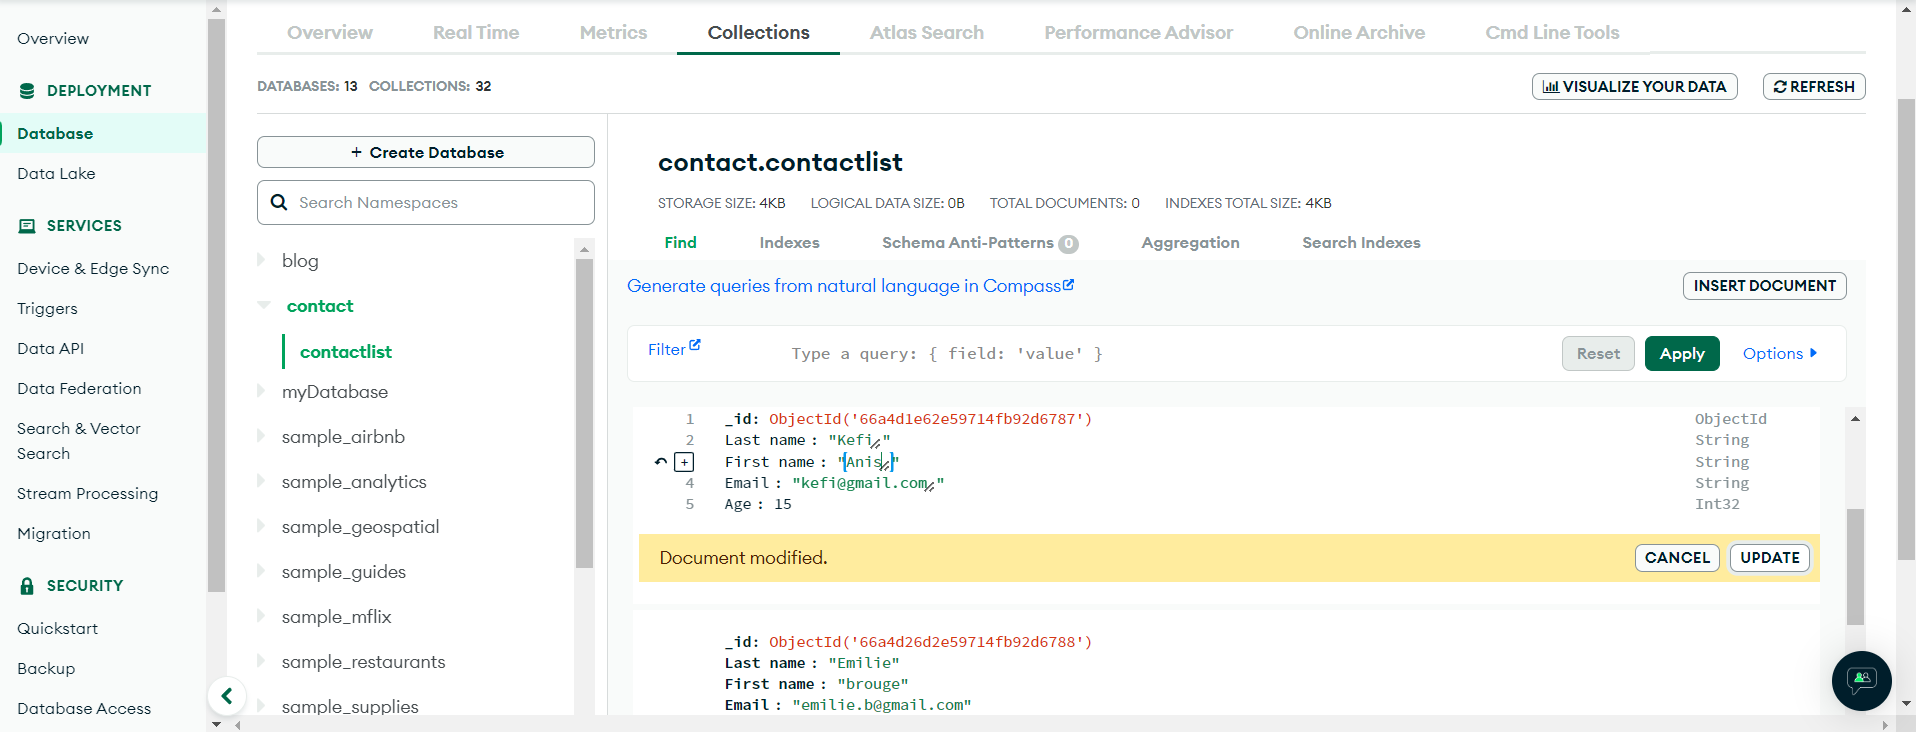 Overview
DEPLOYMENT
Database
Data Lake
SERVICES
Device & Edge Sync
Triggers
Data API
Data Federation
Search & Vector
Search
Stream Processing
Migration
SECURITY
Quickstart
Backup
Database Access
Overview Real Time Metrics Collections Atlas Search Performance Advisor Online Archive Cmd Line Tools
DATABASES: 13 COLLECTIONS: 32
VISUALIZE YOUR DATA REFRESH
+ Create Database
Search Namespaces
blog
contact
contactlist
myDatabase
sample_airbnb
sample_analytics
sample_geospatial
sample_guides
sample_mflix
sample_restaurants
sample_supplies
contact.contactlist
STORAGE SIZE: 4KB LOGICAL DATA SIZE: 0B TOTAL DOCUMENTS: 0 INDEXES TOTAL SIZE: 4KB
Find Indexes Schema Anti-Patterns 0 Aggregation Search Indexes
Generate queries from natural language in Compass
INSERT DOCUMENT
Filter Type a query: { field: 'value' } Reset Apply Options
1 _id: ObjectId('66a4d1e62e59714fb92d6787') ObjectId
2 Last name : "Kefi" String
+ First name : "Anis" String
4 Email : "kefi@gmail.com" String
5 Age : 15 Int32
Document modified. CANCEL UPDATE
_id: ObjectId('66a4d26d2e59714fb92d6788')
Last name : "Emilie"
First name : "brouge"
Email : "emilie.b@gmail.com"